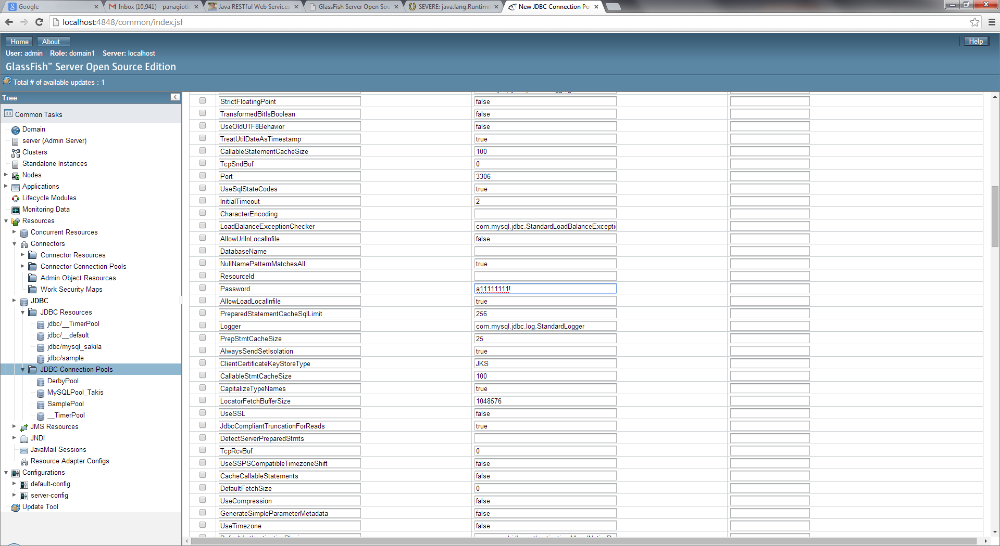 Google
Inbox (10,941) - panagiotis
Java RESTful Web Services
GlassFish Server Open Sou
SEVERE: java.lang.Runtime
New JDBC Connection Po
localhost:4848/common/index.jsf
Home
About...
Help
User: admin
Role: domain1
Server: localhost
GlassFish™ Server Open Source Edition
Total # of available updates : 1
Tree
Common Tasks
Domain
server (Admin Server)
Clusters
Standalone Instances
Nodes
Applications
Lifecycle Modules
Monitoring Data
Resources
Concurrent Resources
Connectors
Connector Resources
Connector Connection Pools
Admin Object Resources
Work Security Maps
JDBC
JDBC Resources
jdbc/__TimerPool
jdbc/__default
jdbc/mysql_sakila
jdbc/sample
JDBC Connection Pools
DerbyPool
MySQLPool_Takis
SamplePool
__TimerPool
JMS Resources
JNDI
JavaMail Sessions
Resource Adapter Configs
Configurations
default-config
server-config
Update Tool
StrictFloatingPoint false
TransformedBitIsBoolean false
UseOldUTF8Behavior false
TreatUtilDateAsTimestamp true
CallableStatementCacheSize 100
TcpSndBuf 0
Port 3306
UseSqlStateCodes true
InitialTimeout 2
CharacterEncoding
LoadBalanceExceptionChecker com.mysql.jdbc.StandardLoadBalanceExcepti
AllowUrlInLocalInfile false
DatabaseName
NullNamePatternMatchesAll true
ResourceId
Password a11111111!
AllowLoadLocalInfile true
PreparedStatementCacheSqlLimit 256
Logger com.mysql.jdbc.log.StandardLogger
PrepStmtCacheSize 25
AlwaysSendSetIsolation true
ClientCertificateKeyStoreType JKS
CallableStmtCacheSize 100
CapitalizeTypeNames true
LocatorFetchBufferSize 1048576
UseSSL false
JdbcCompliantTruncationForReads true
DetectServerPreparedStmts
TcpRcvBuf 0
UseSSPSCompatibleTimezoneShift false
CacheCallableStatements false
DefaultFetchSize 0
UseCompression false
GenerateSimpleParameterMetadata false
UseTimezone false